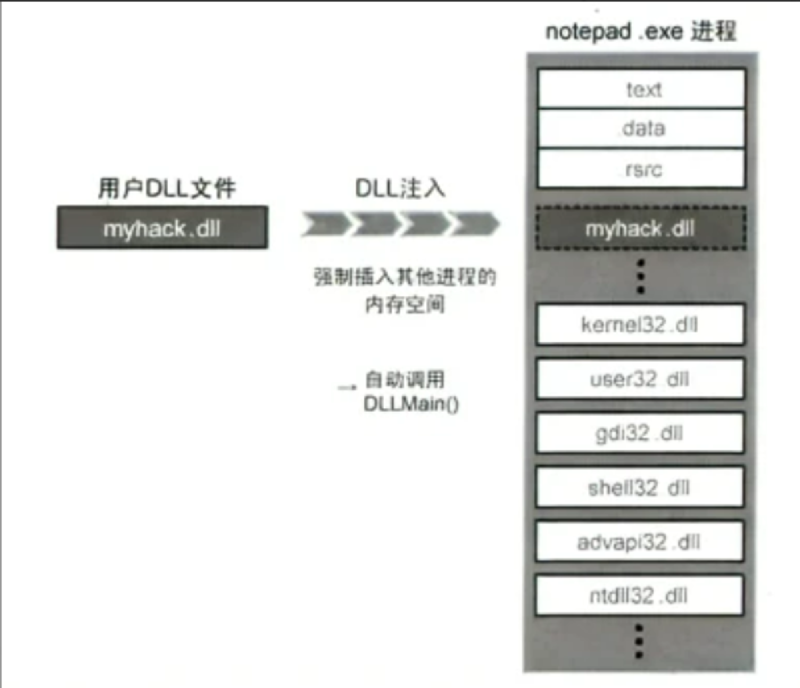 notepad .exe 进程
text
data
rsrc
用户DLL文件
myhack.dll
DLL注入
强制插入其他进程的
内存空间
→ 自动调用
DLLMain()
myhack.dll
kernel32.dll
user32.dll
gdi32.dll
shell32 dll
advapi32.dll
ntdll32.dll